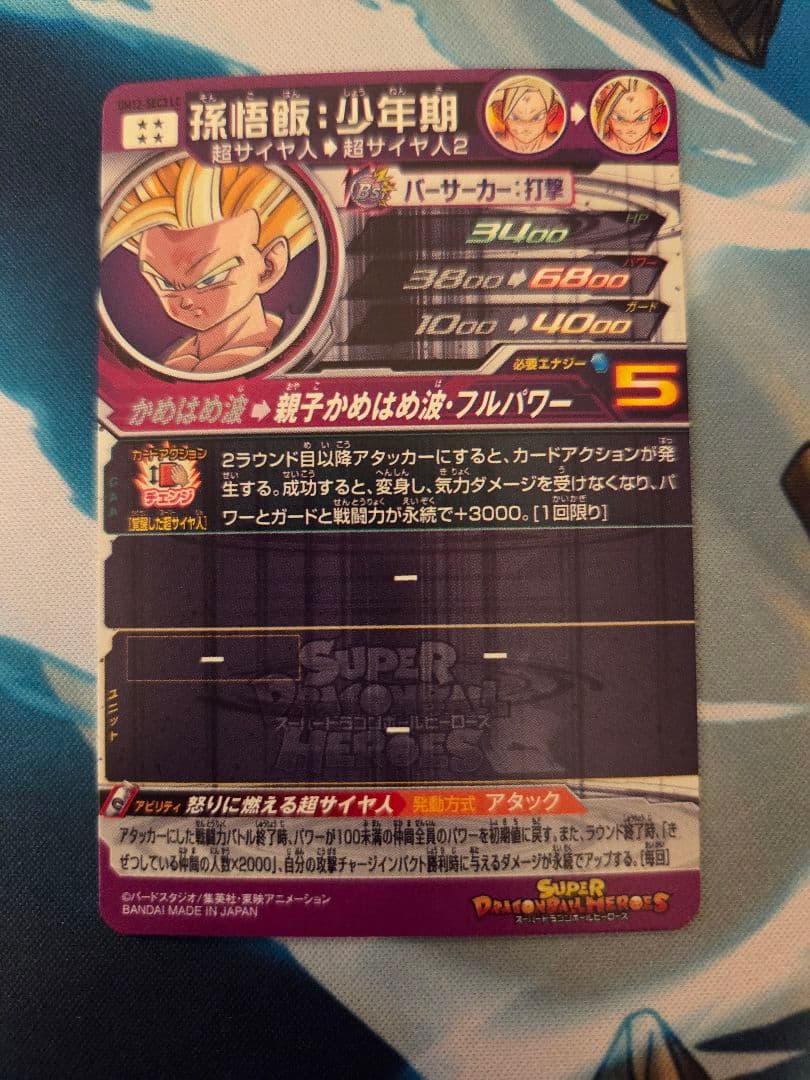 UM12-SEC3 LC
孫悟飯:少年期
超サイヤ人➡超サイヤ人2
BS
バーサーカー:打撃
HP
3400
パワー
3800➡6800
ガード
1000➡4000
必要エナジー 5
かめはめ波➡親子かめはめ波・フルパワー
カードアクション
チェンジ
[覚醒した超サイヤ人]
2ラウンド目以降アタッカーにすると、カードアクションが発
生する。成功すると、変身し、気力ダメージを受けなくなり、パ
ワーとガードと戦闘力が永続で+3000。[1回限り]
CAA
ー
ー ー
ー
ユニット
SUPER
DRAGONBALL
スーパードラゴンボールヒーローズ
HEROES
アビリティ 怒りに燃える超サイヤ人 発動方式 アタック
アタッカーにした戦闘力バトル終了時、パワーが100未満の仲間全員のパワーを初期値に戻す。また、ラウンド終了時、「き
ぜつしている仲間の人数×2000」、自分の攻撃チャージインパクト勝利時に与えるダメージが永続でアップする。[毎回]
©バードスタジオ/集英社・東映アニメーション
BANDAI MADE IN JAPAN
SUPER
DRAGONBALL HEROES
スーパードラゴンボールヒーローズ